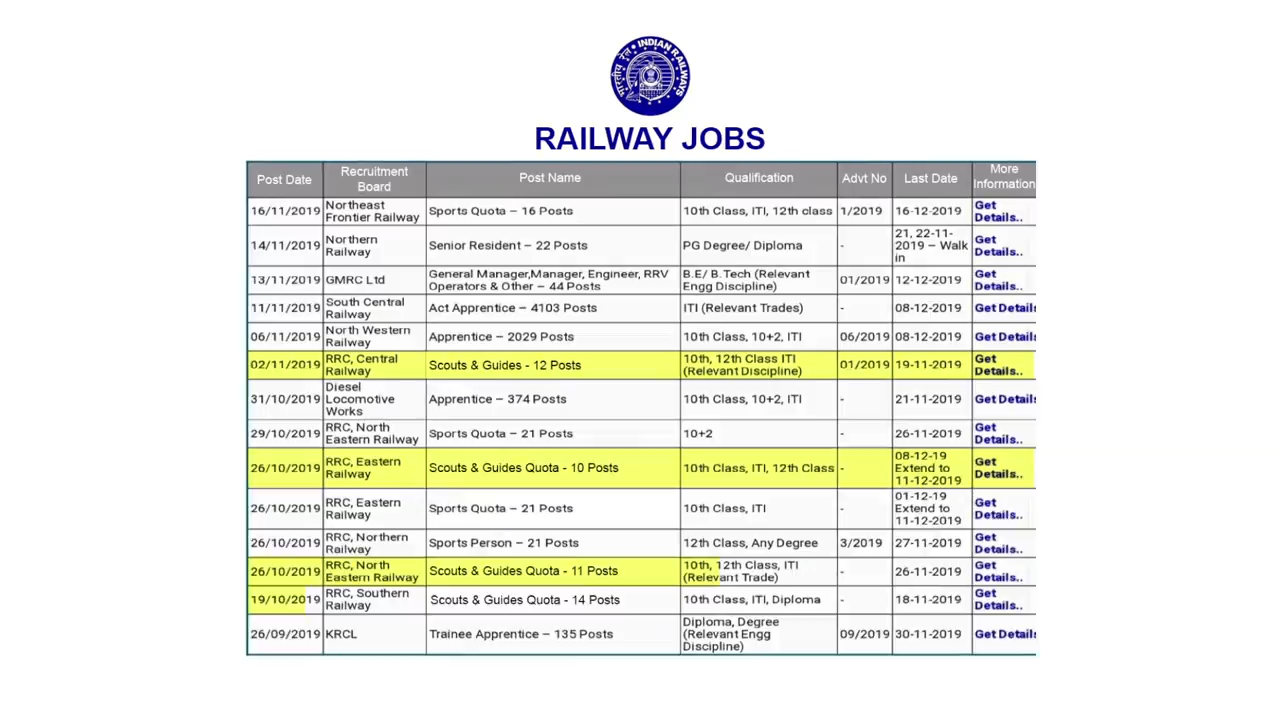 भारतीय रेल • INDIAN RAILWAYS
RAILWAY JOBS
Post Date Recruitment Board Post Name Qualification Advt No Last Date More Information
16/11/2019 Northeast Frontier Railway Sports Quota – 16 Posts 10th Class, ITI, 12th class 1/2019 16-12-2019 Get Details..
14/11/2019 Northern Railway Senior Resident – 22 Posts PG Degree/ Diploma - 21, 22-11-2019 – Walk in Get Details..
13/11/2019 GMRC Ltd General Manager,Manager, Engineer, RRV Operators & Other – 44 Posts B.E/ B.Tech (Relevant Engg Discipline) 01/2019 12-12-2019 Get Details..
11/11/2019 South Central Railway Act Apprentice – 4103 Posts ITI (Relevant Trades) - 08-12-2019 Get Details
06/11/2019 North Western Railway Apprentice – 2029 Posts 10th Class, 10+2, ITI 06/2019 08-12-2019 Get Details
02/11/2019 RRC, Central Railway Scouts & Guides - 12 Posts 10th, 12th Class ITI (Relevant Discipline) 01/2019 19-11-2019 Get Details..
31/10/2019 Diesel Locomotive Works Apprentice – 374 Posts 10th Class, 10+2, ITI - 21-11-2019 Get Details
29/10/2019 RRC, North Eastern Railway Sports Quota – 21 Posts 10+2 - 26-11-2019 Get Details..
26/10/2019 RRC, Eastern Railway Scouts & Guides Quota - 10 Posts 10th Class, ITI, 12th Class - 08-12-19 Extend to 11-12-2019 Get Details..
26/10/2019 RRC, Eastern Railway Sports Quota – 21 Posts 10th Class, ITI - 01-12-19 Extend to 11-12-2019 Get Details..
26/10/2019 RRC, Northern Railway Sports Person – 21 Posts 12th Class, Any Degree 3/2019 27-11-2019 Get Details..
26/10/2019 RRC, North Eastern Railway Scouts & Guides Quota - 11 Posts 10th, 12th Class, ITI (Relevant Trade) - 26-11-2019 Get Details..
19/10/2019 RRC, Southern Railway Scouts & Guides Quota - 14 Posts 10th Class, ITI, Diploma - 18-11-2019 Get Details..
26/09/2019 KRCL Trainee Apprentice – 135 Posts Diploma, Degree (Relevant Engg Discipline) 09/2019 30-11-2019 Get Details